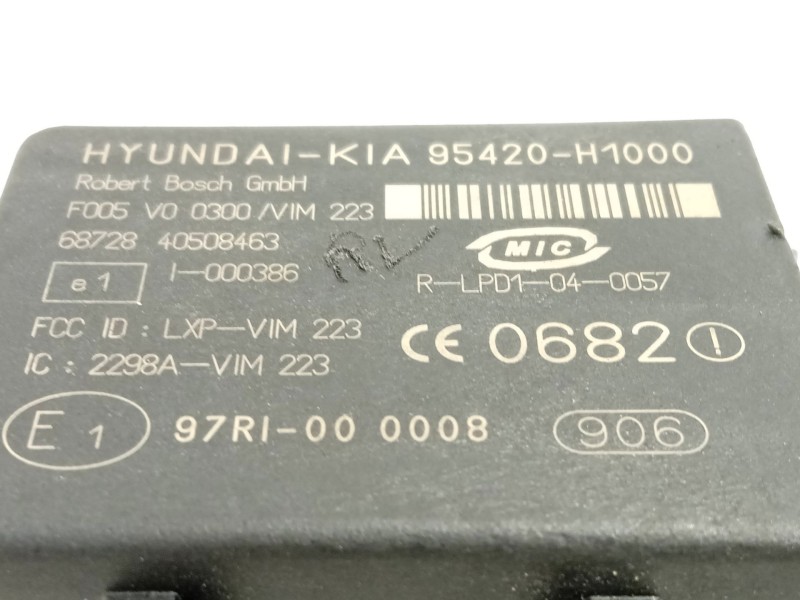 HYUNDAI-KIA 95420-H1000
Robert Bosch GmbH
F005 V0 0300/VIM 223
68728 40508463
RL
MIC
e1 I-000386
R-LPD1-04-0057
FCC ID : LXP-VIM 223
CE 0682 !
IC : 2298A-VIM 223
E1 97RI-00 0008 906